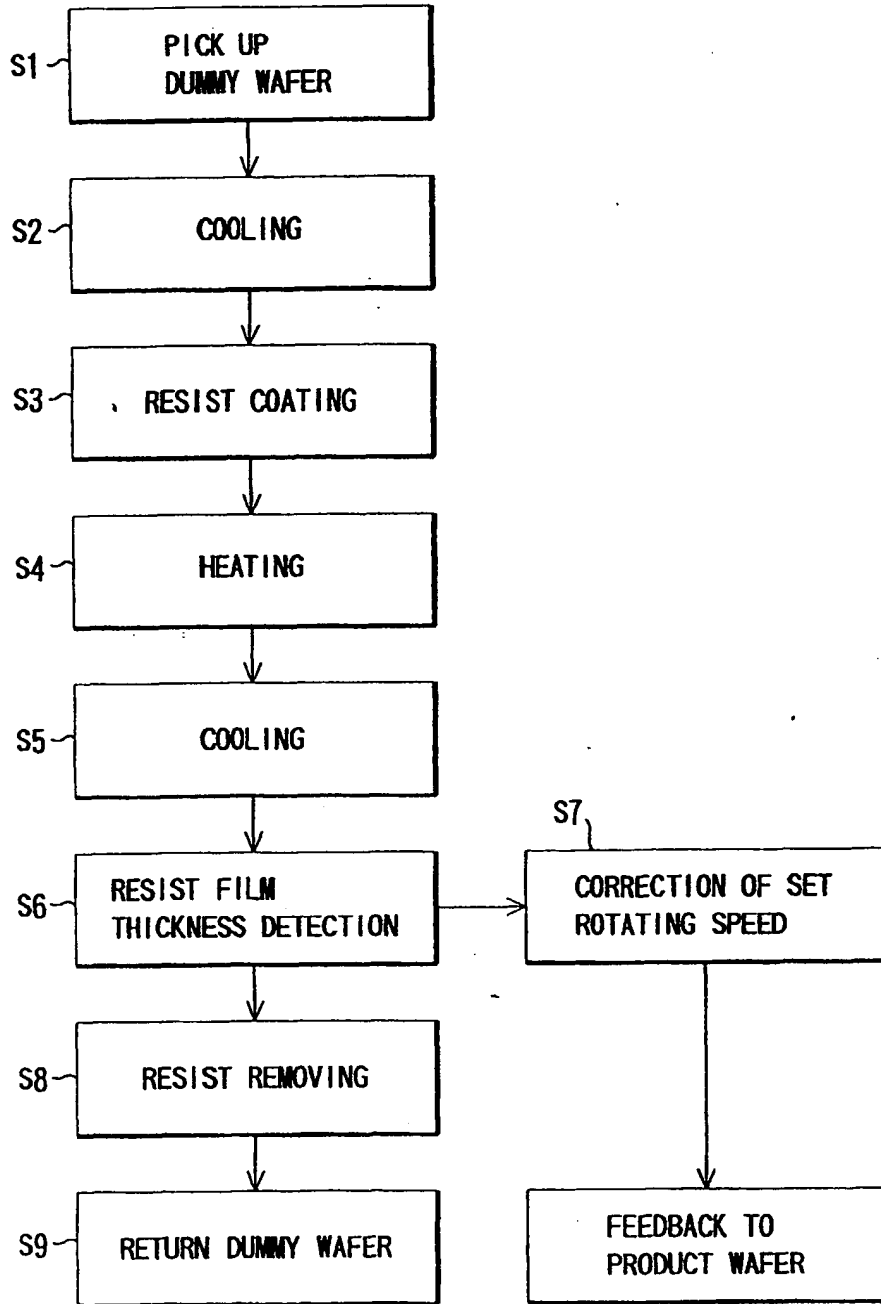 S1
PICK UP
DUMMY WAFER
S2
COOLING
S3
RESIST COATING
S4
HEATING
S5
COOLING
S6
RESIST FILM
THICKNESS DETECTION
S7
CORRECTION OF SET
ROTATING SPEED
S8
RESIST REMOVING
S9
RETURN DUMMY WAFER
FEEDBACK TO
PRODUCT WAFER